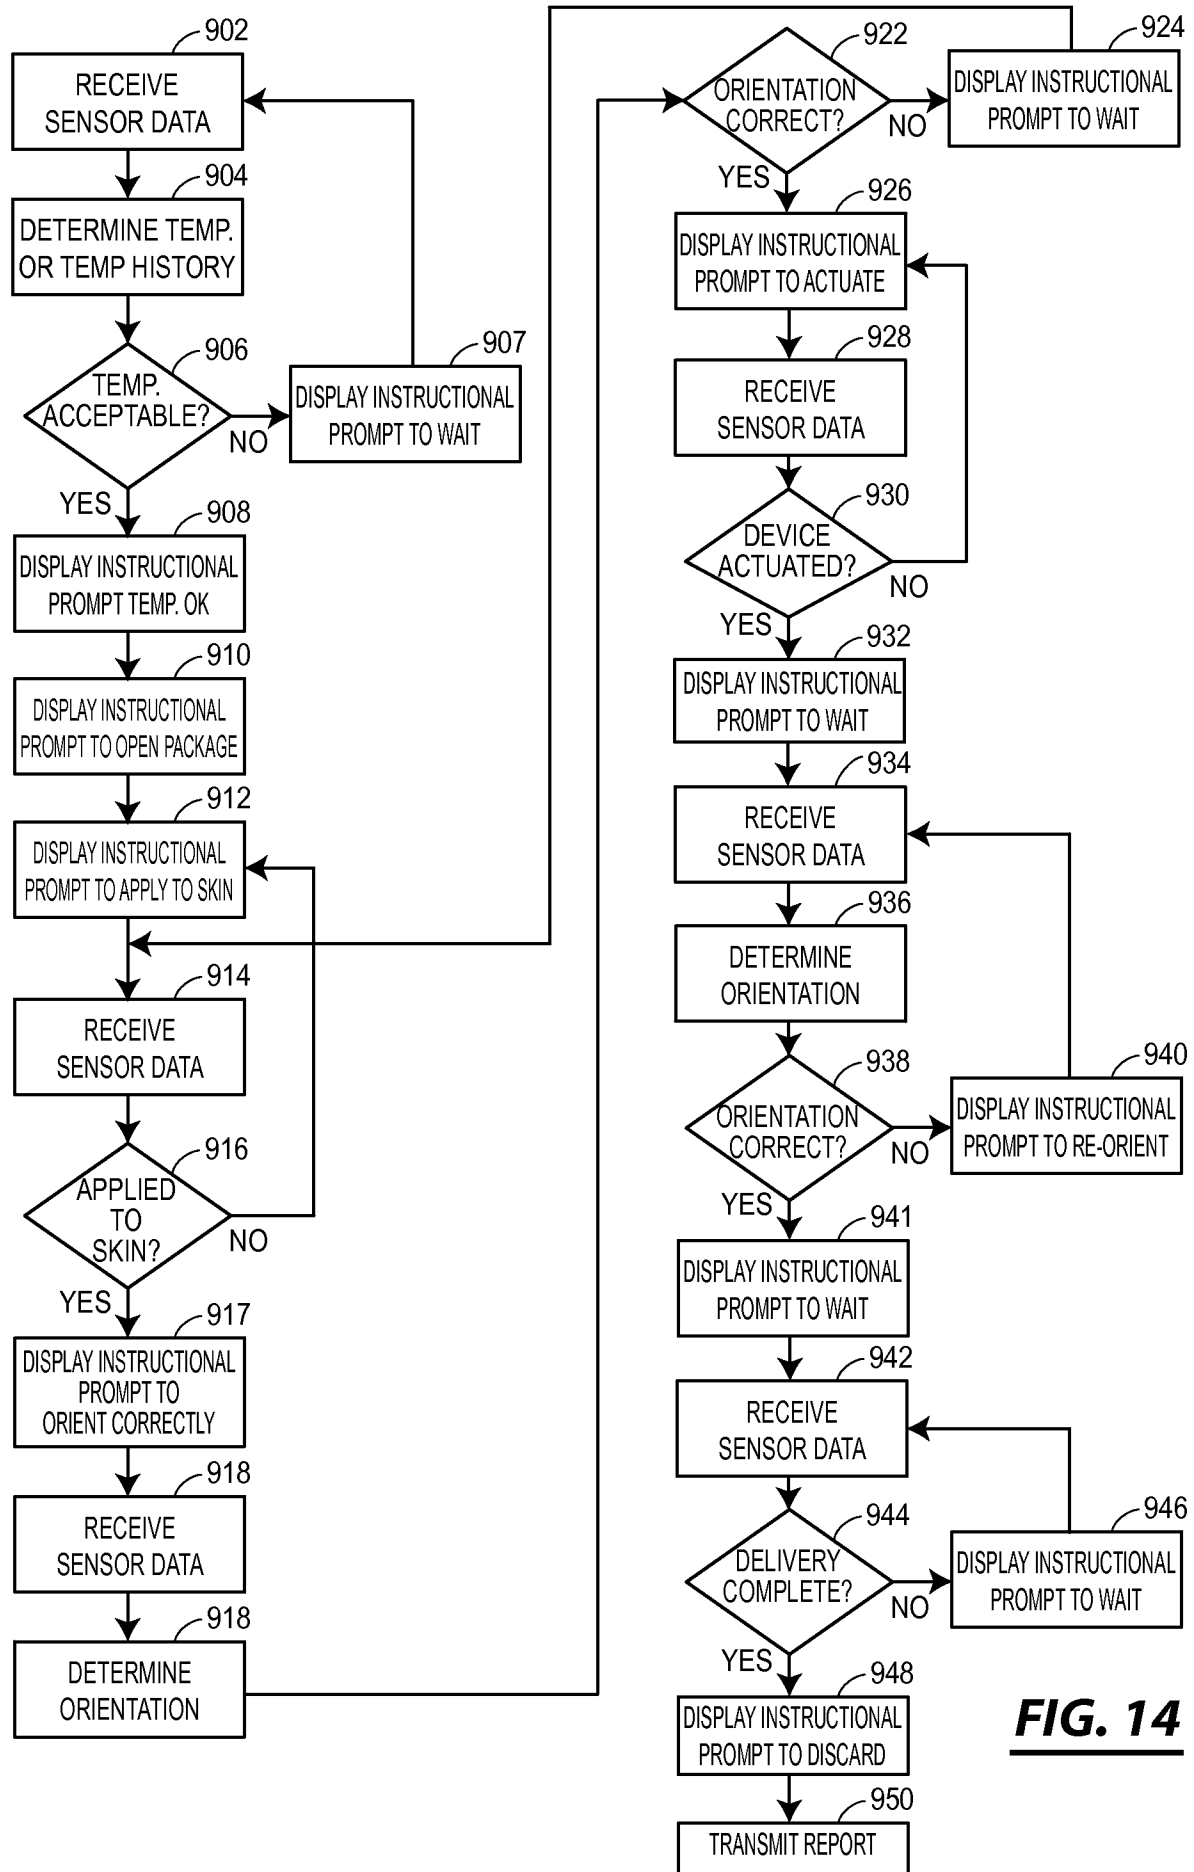 902
RECEIVE
SENSOR DATA
904
DETERMINE TEMP.
OR TEMP HISTORY
906
TEMP.
ACCEPTABLE?
NO
907
DISPLAY INSTRUCTIONAL
PROMPT TO WAIT
YES
908
DISPLAY INSTRUCTIONAL
PROMPT TEMP. OK
910
DISPLAY INSTRUCTIONAL
PROMPT TO OPEN PACKAGE
912
DISPLAY INSTRUCTIONAL
PROMPT TO APPLY TO SKIN
914
RECEIVE
SENSOR DATA
916
APPLIED
TO
SKIN?
NO
YES
917
DISPLAY INSTRUCTIONAL
PROMPT TO
ORIENT CORRECTLY
918
RECEIVE
SENSOR DATA
918
DETERMINE
ORIENTATION
922
ORIENTATION
CORRECT?
NO
924
DISPLAY INSTRUCTIONAL
PROMPT TO WAIT
YES
926
DISPLAY INSTRUCTIONAL
PROMPT TO ACTUATE
928
RECEIVE
SENSOR DATA
930
DEVICE
ACTUATED?
NO
YES
932
DISPLAY INSTRUCTIONAL
PROMPT TO WAIT
934
RECEIVE
SENSOR DATA
936
DETERMINE
ORIENTATION
938
ORIENTATION
CORRECT?
NO
940
DISPLAY INSTRUCTIONAL
PROMPT TO RE-ORIENT
YES
941
DISPLAY INSTRUCTIONAL
PROMPT TO WAIT
942
RECEIVE
SENSOR DATA
944
DELIVERY
COMPLETE?
NO
946
DISPLAY INSTRUCTIONAL
PROMPT TO WAIT
YES
948
DISPLAY INSTRUCTIONAL
PROMPT TO DISCARD
950
TRANSMIT REPORT
FIG. 14